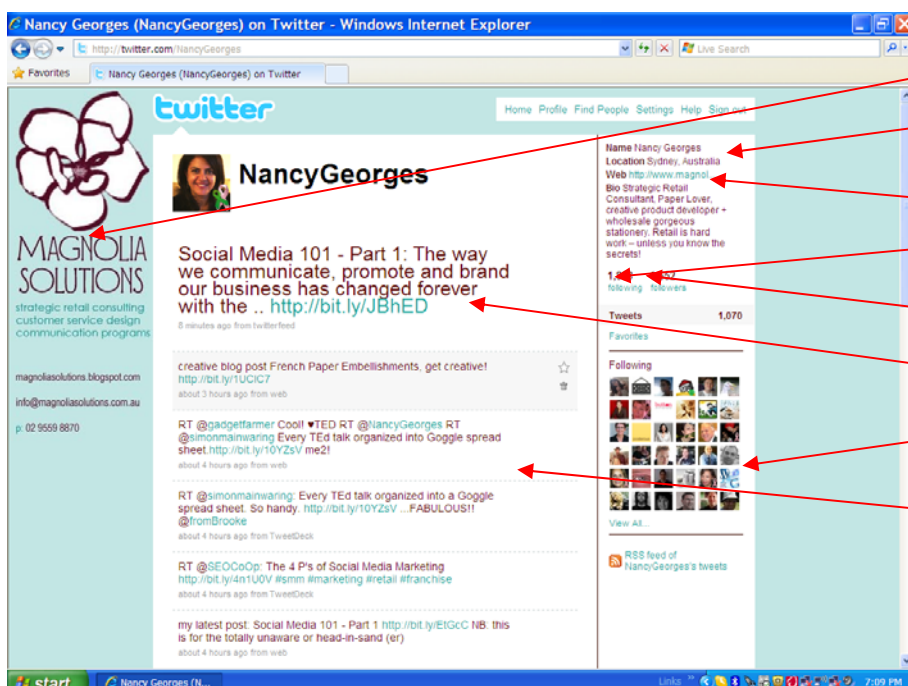 Nancy Georges (NancyGeorges) on Twitter - Windows Internet Explorer
http://twitter.com/NancyGeorges
Live Search
Favorites
Nancy Georges (NancyGeorges) on Twitter
twitter
Home Profile Find People Settings Help Sign out
MAGNOLIA
SOLUTIONS
strategic retail consulting
customer service design
communication programs
magnoliasolutions.blogspot.com
info@magnoliasolutions.com.au
p: 02 9559 8870
NancyGeorges
Social Media 101 - Part 1: The way
we communicate, promote and brand
our business has changed forever
with the .. http://bit.ly/JBhED
8 minutes ago from twitterfeed
creative blog post French Paper Embellishments, get creative!
http://bit.ly/1UCIC7
about 3 hours ago from web
RT @gadgetfarmer Cool! ♥TED RT @NancyGeorges RT
@simonmainwaring Every TEd talk organized into Goggle spread
sheet.http://bit.ly/10YZsV me2!
about 4 hours ago from web
RT @simonmainwaring: Every TEd talk organized into a Goggle
spread sheet. So handy. http://bit.ly/10YZsV ...FABULOUS!!
@fromBrooke
about 4 hours ago from TweetDeck
RT @SEOCoOp: The 4 P's of Social Media Marketing
http://bit.ly/4n1U0V #smm #marketing #retail #franchise
about 4 hours ago from TweetDeck
my latest post: Social Media 101 - Part 1 http://bit.ly/EtGcC NB. this
is for the totally unaware or head-in-sand (er)
about 4 hours ago from web
Name Nancy Georges
Location Sydney, Australia
Web http://www.magnol
Bio Strategic Retail
Consultant, Paper Lover,
creative product developer +
wholesale gorgeous
stationery. Retail is hard
work – unless you know the
secrets!
following followers
Tweets 1,070
Favorites
Following
View All...
RSS feed of
NancyGeorges's tweets
start
Nancy Georges (N...
Links
7:09 PM